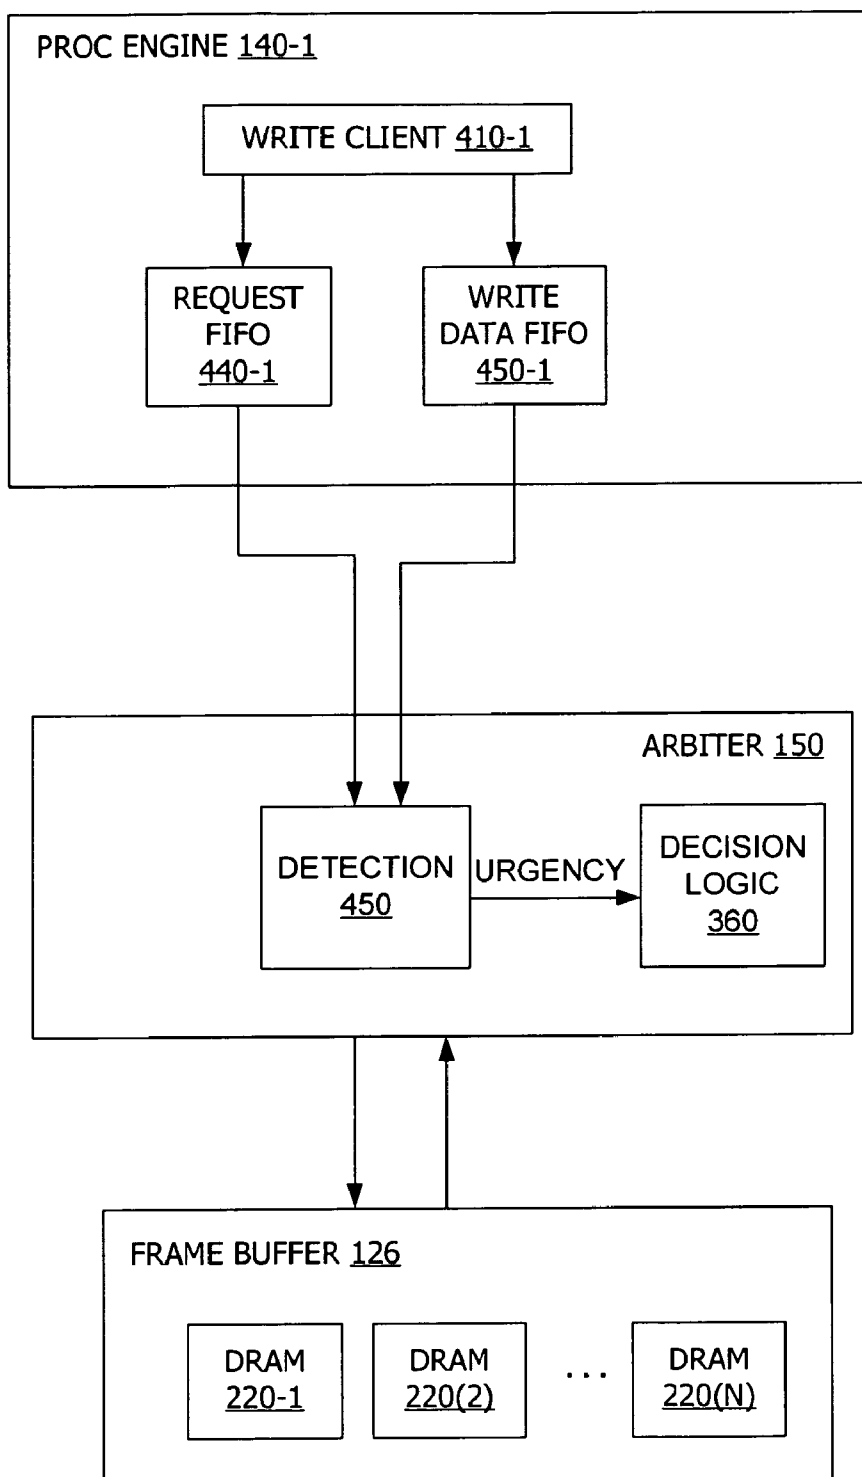 PROC ENGINE 140-1
WRITE CLIENT 410-1
REQUEST
FIFO
440-1
WRITE
DATA FIFO
450-1
ARBITER 150
DETECTION
450
URGENCY
DECISION
LOGIC
360
FRAME BUFFER 126
DRAM
220-1
DRAM
220(2)
...
DRAM
220(N)